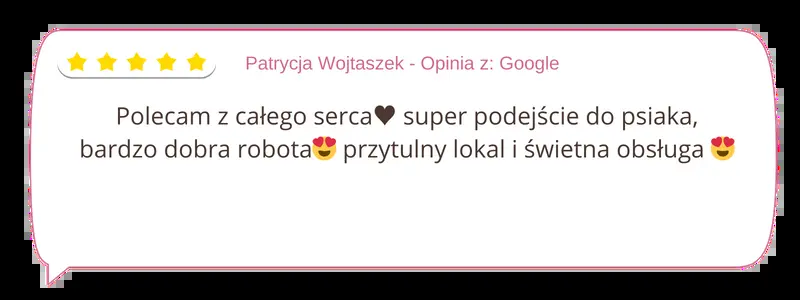 Patrycja Wojtaszek - Opinia z: Google
Polecam z całego serca🖤 super podejście do psiaka,
bardzo dobra robota😍 przytulny lokal i świetna obsługa 😍